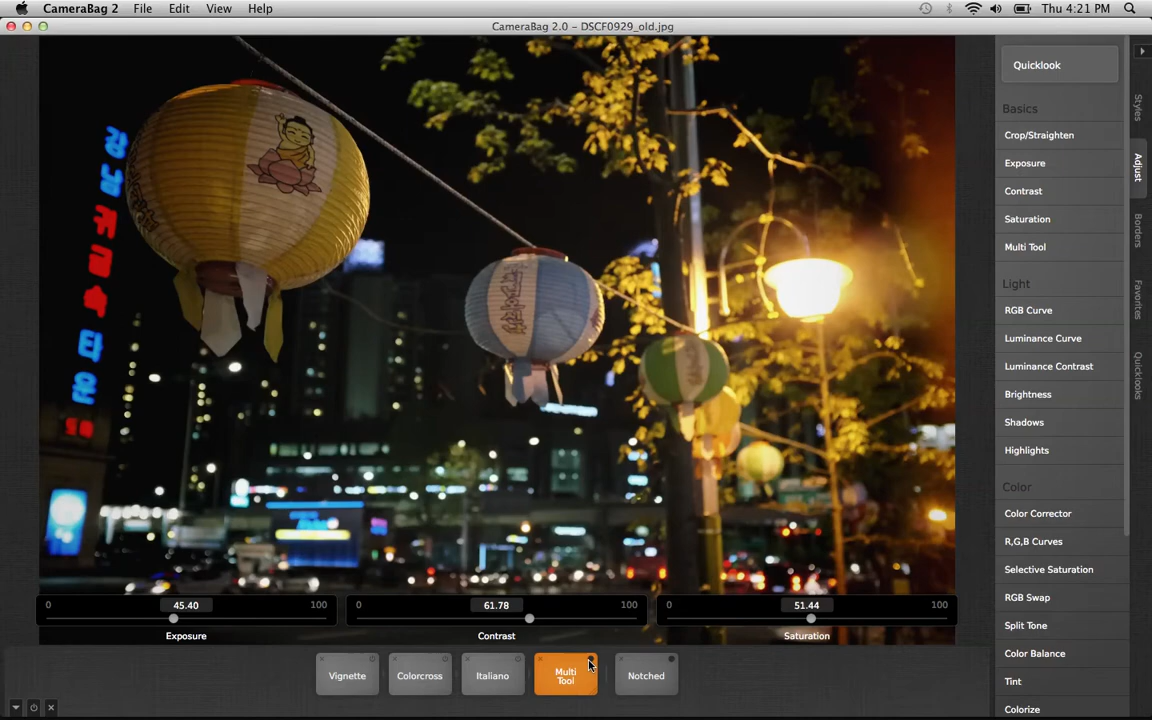 CameraBag 2 File Edit View Help Thu 4:21 PM
CameraBag 2.0 – DSCF0929_old.jpg
Quicklook
Basics
Crop/Straighten
Exposure
Contrast
Saturation
Multi Tool
Light
RGB Curve
Luminance Curve
Luminance Contrast
Brightness
Shadows
Highlights
Color
Color Corrector
R,G,B Curves
Selective Saturation
RGB Swap
Split Tone
Color Balance
Tint
Colorize
Styles
Adjust
Borders
Favorites
Quicklooks
0 45.40 100
Exposure
0 61.78 100
Contrast
0 51.44 100
Saturation
Vignette
Colorcross
Italiano
Multi
Tool
Notched